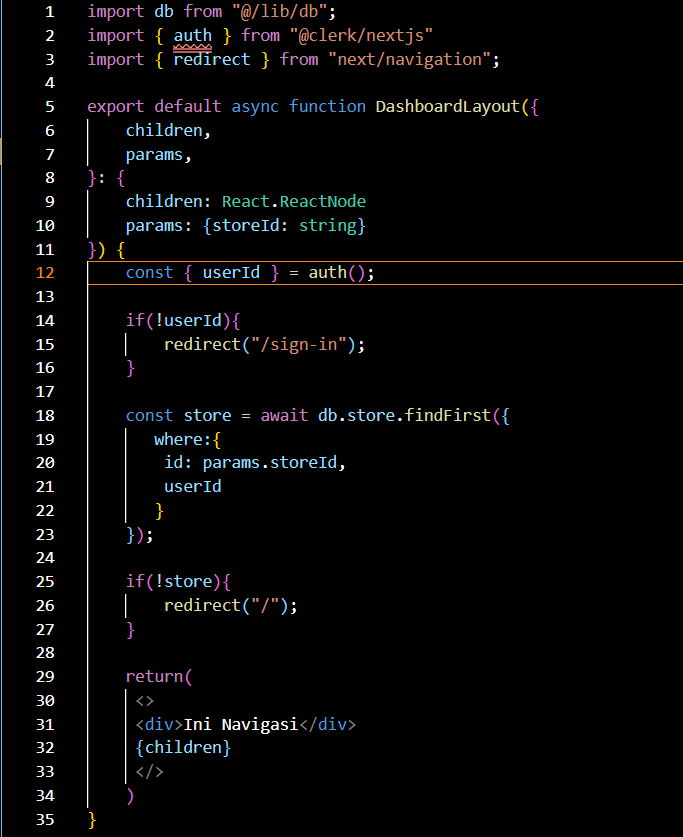 1 import db from "@/lib/db";
2 import { auth } from "@clerk/nextjs"
3 import { redirect } from "next/navigation";
4
5 export default async function DashboardLayout({
6     children,
7     params,
8 }: {
9     children: React.ReactNode
10     params: {storeId: string}
11 }) {
12     const { userId } = auth();
13
14     if(!userId){
15         redirect("/sign-in");
16     }
17
18     const store = await db.store.findFirst({
19        where:{
20         id: params.storeId,
21         userId
22        }
23     });
24
25     if(!store){
26         redirect("/");
27     }
28
29     return(
30      <>
31      <div>Ini Navigasi</div>
32      {children}
33      </>
34     )
35 }